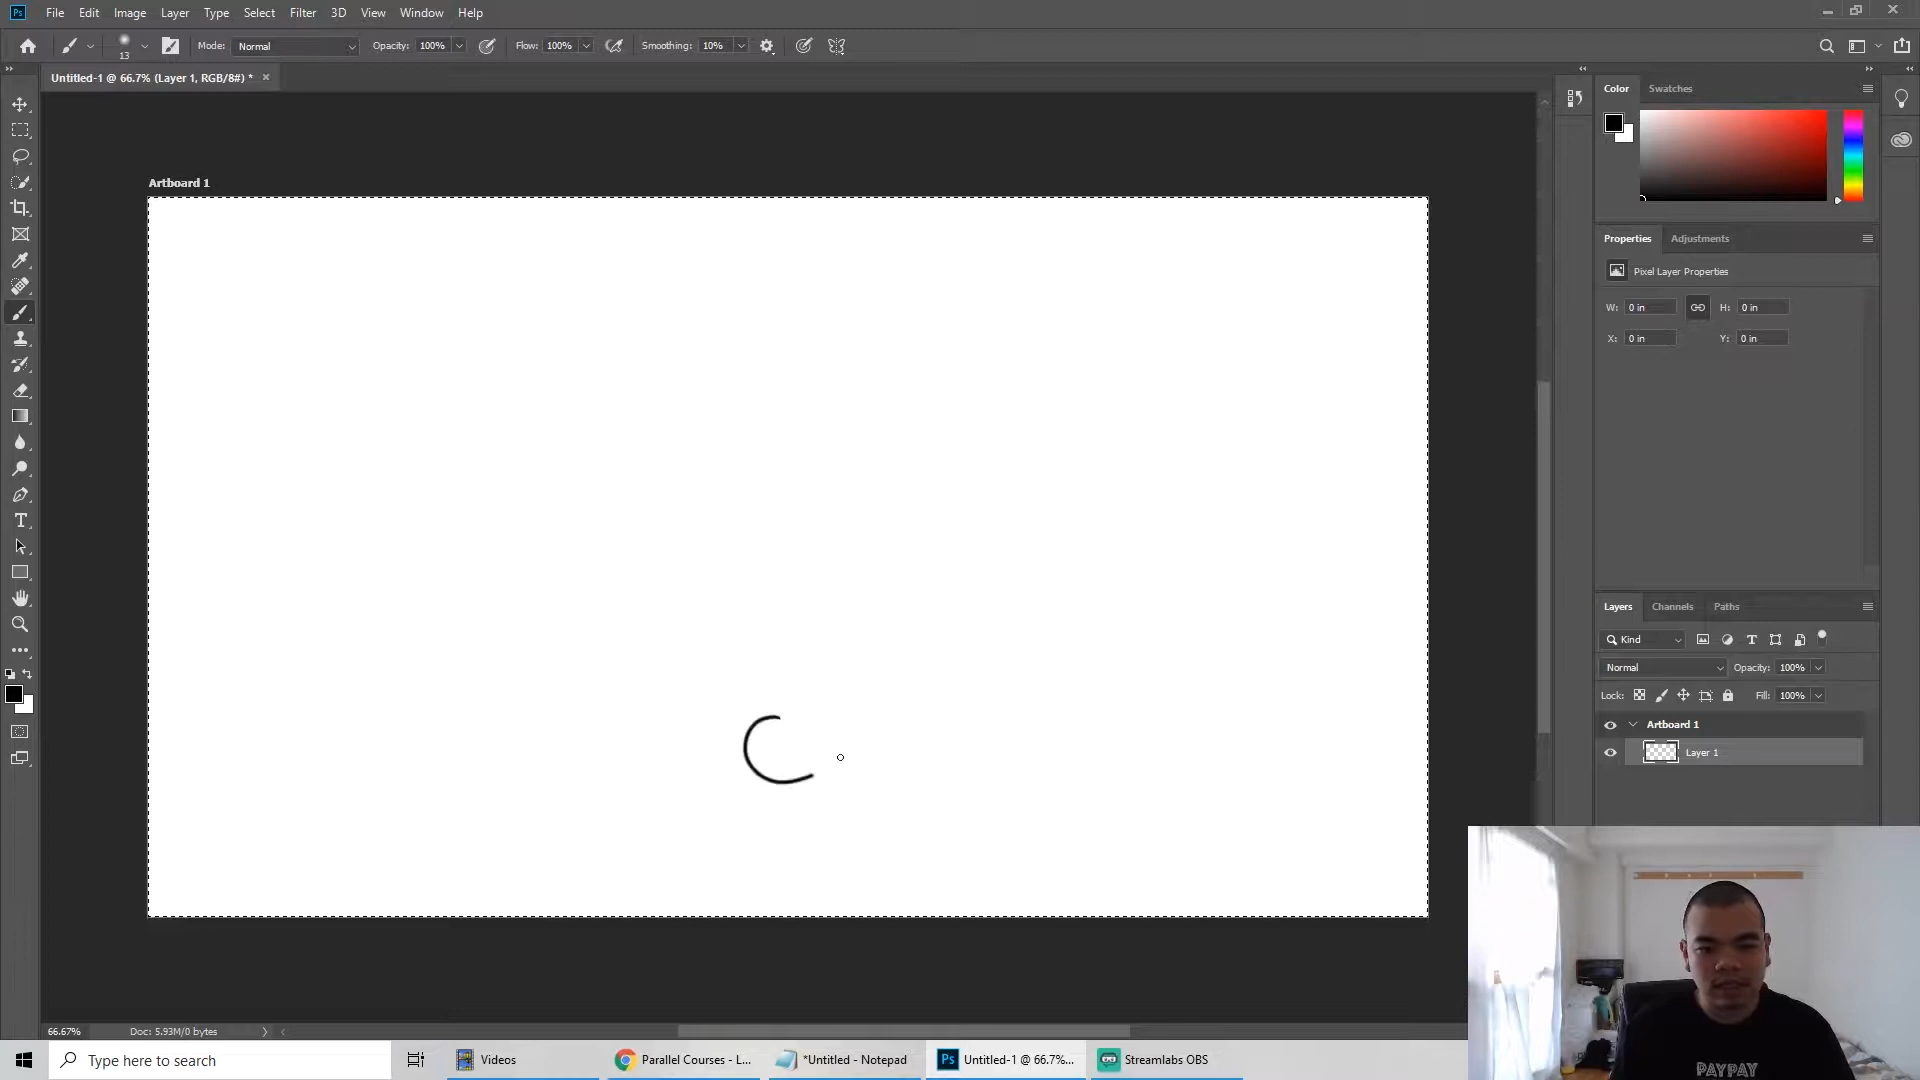 Ps File Edit Image Layer Type Select Filter 3D View Window Help
13 Mode: Normal Opacity: 100% Flow: 100% Smoothing: 10%
Untitled-1 @ 66.7% (Layer 1, RGB/8#) *
Artboard 1
Color Swatches
Properties Adjustments
Pixel Layer Properties
W: 0 in H: 0 in
X: 0 in Y: 0 in
Layers Channels Paths
Kind
Normal Opacity: 100%
Lock: Fill: 100%
Artboard 1
Layer 1
66.67% Doc: 5.93M/0 bytes
Type here to search
Videos
Parallel Courses - L...
*Untitled - Notepad
Ps Untitled-1 @ 66.7%...
Streamlabs OBS
PAYPAY